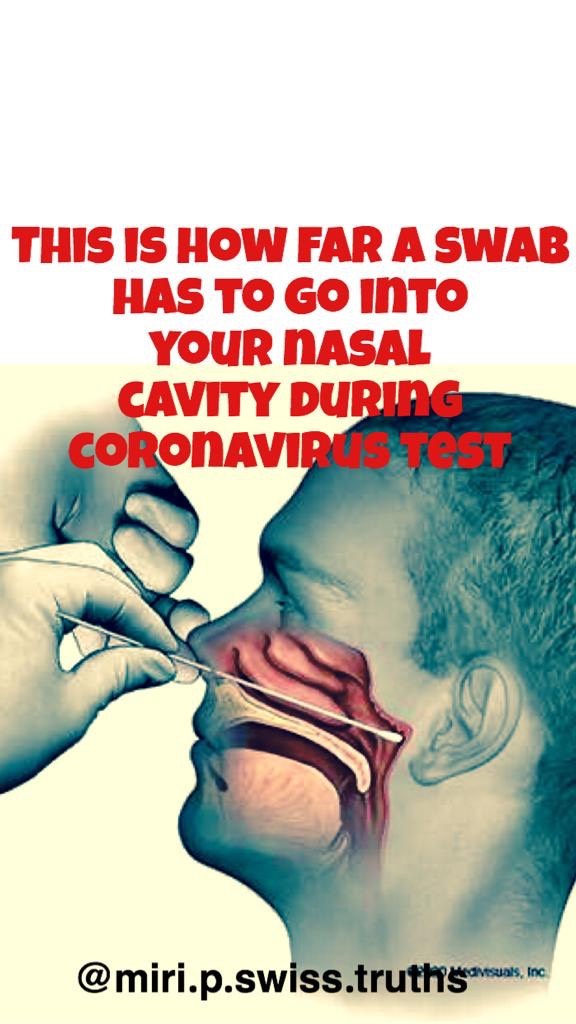 THIS IS HOW FAR A SWAB
HAS TO GO INTO
YOUR NASAL
CAVITY DURING
CORONAVIRUS TEST
@miri.p.swiss.truths
Medivisuals, Inc.